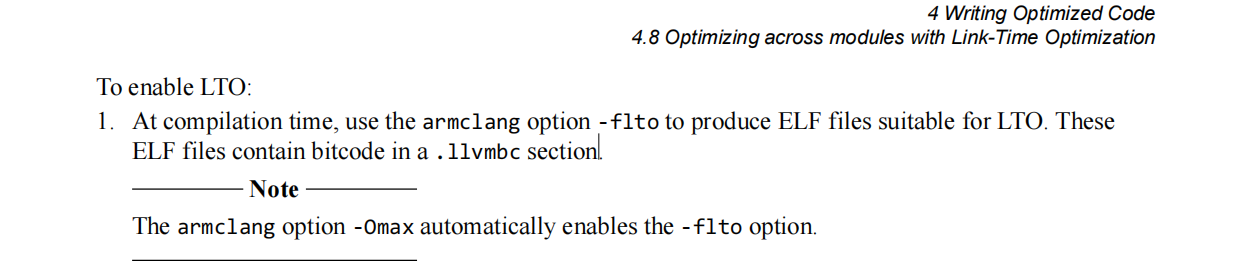 4 Writing Optimized Code
4.8 Optimizing across modules with Link-Time Optimization
To enable LTO:
1. At compilation time, use the armclang option -flto to produce ELF files suitable for LTO. These
ELF files contain bitcode in a .llvmbc section.
Note
The armclang option -Omax automatically enables the -flto option.